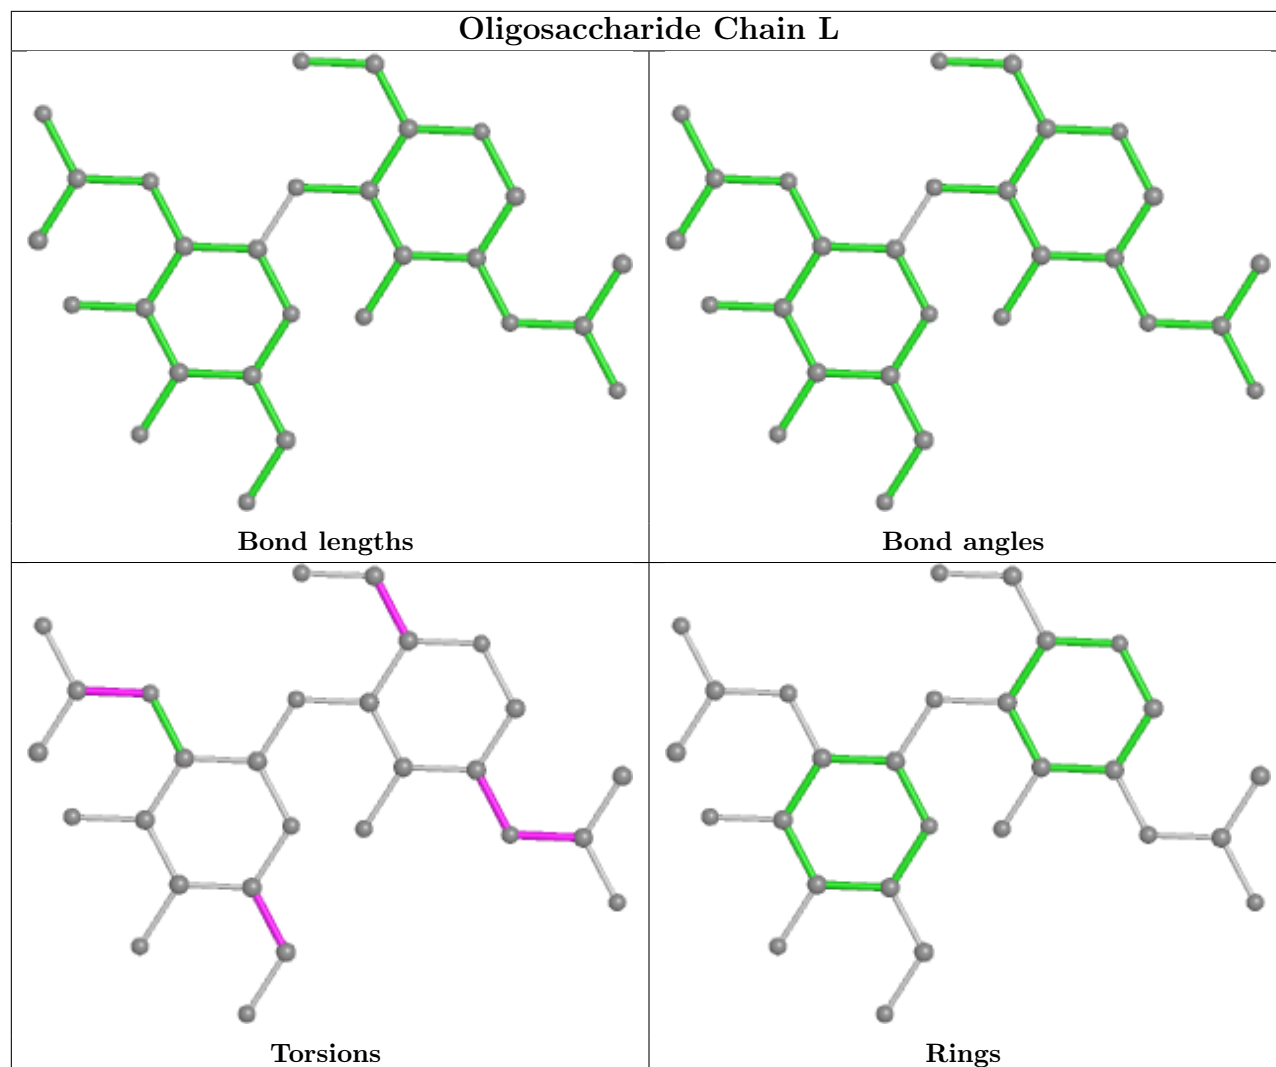 Oligosaccharide Chain L
Bond lengths
Bond angles
Torsions
Rings